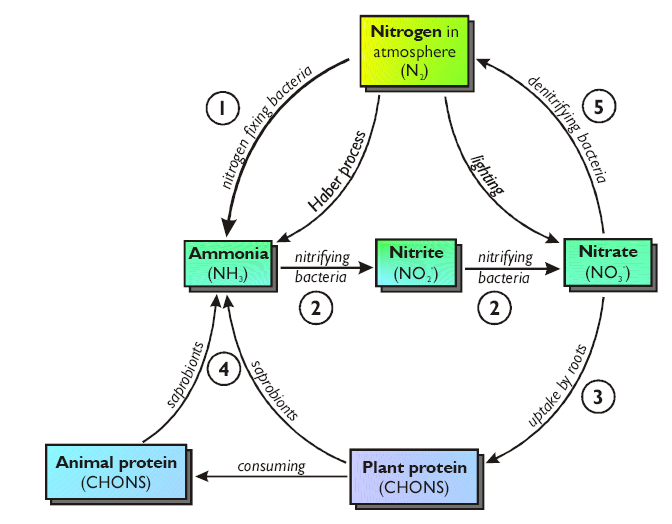 Nitrogen in
atmosphere
(N₂)
1
nitrogen fixing bacteria
Haber process
lighting
denitrifying bacteria
5
Ammonia
(NH₃)
nitrifying
bacteria
2
Nitrite
(NO₂⁻)
nitrifying
bacteria
2
Nitrate
(NO₃⁻)
saprobionts
4
saprobionts
uptake by roots
3
Animal protein
(CHONS)
consuming
Plant protein
(CHONS)